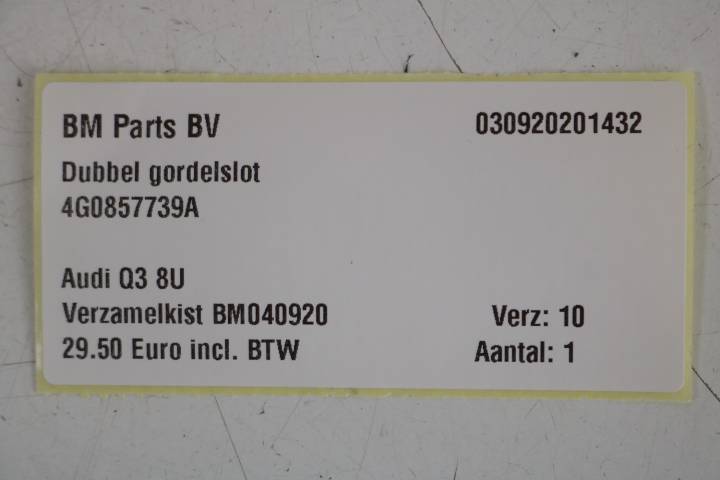 BM Parts BV 030920201432
Dubbel gordelslot
4G0857739A
Audi Q3 8U
Verzamelkist BM040920 Verz: 10
29.50 Euro incl. BTW Aantal: 1